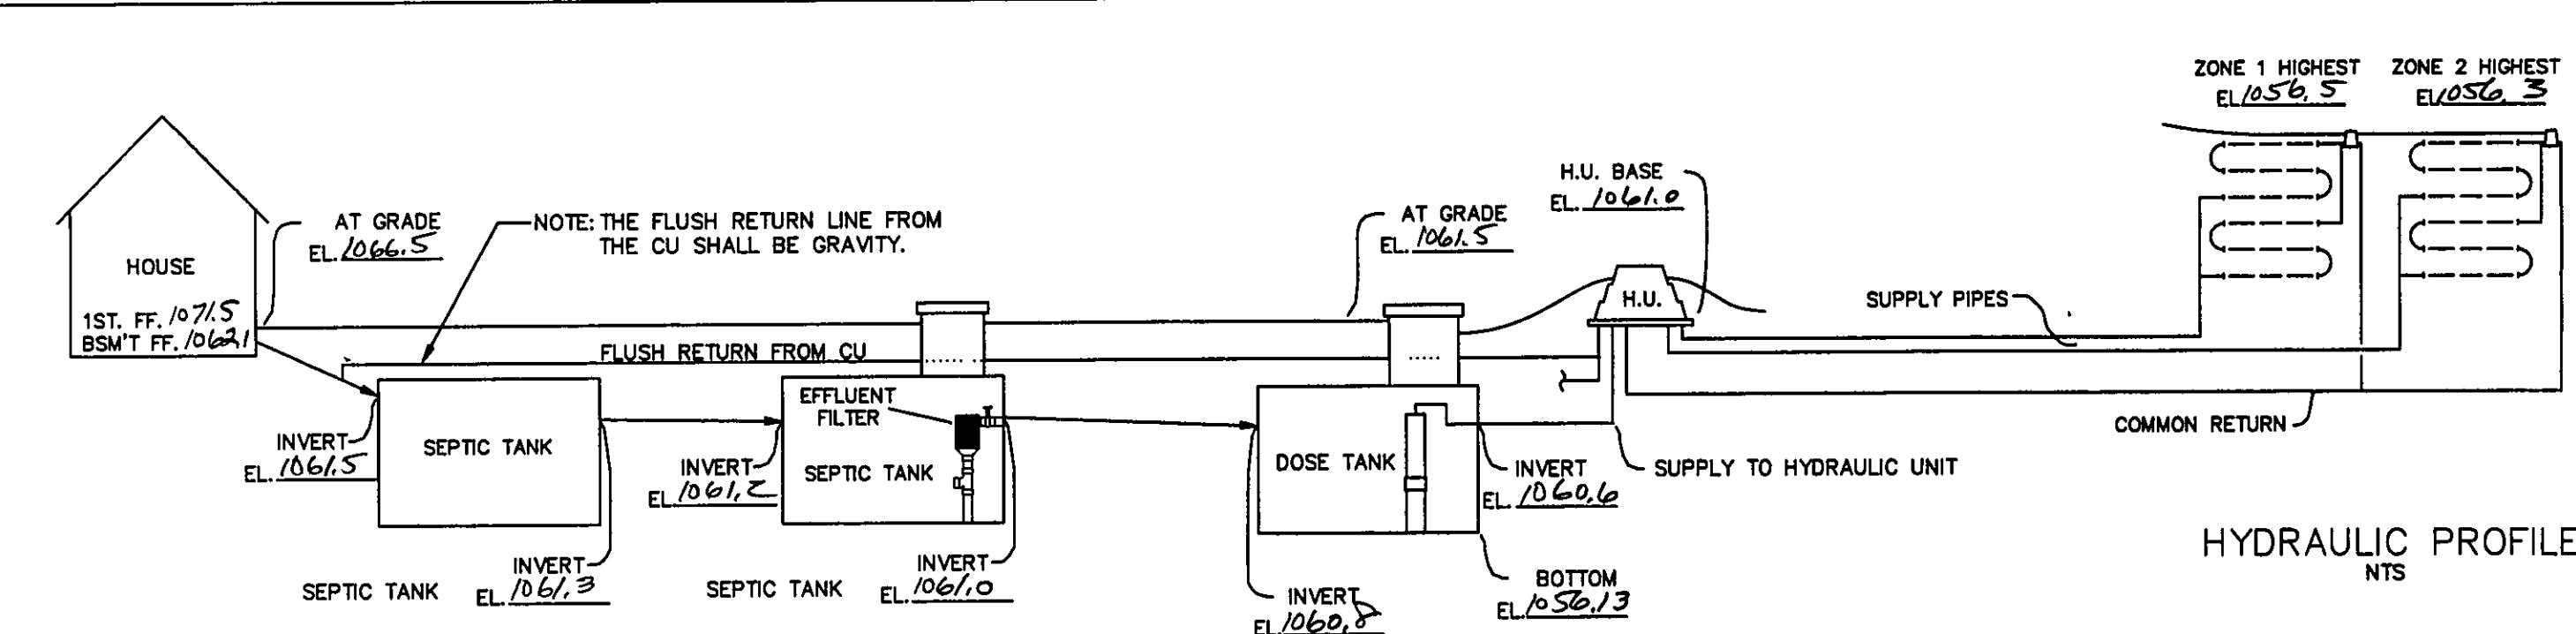 ZONE 1 HIGHEST
EL 1056.5
ZONE 2 HIGHEST
EL 1056.3
HOUSE
1ST. FF. 1071.5
BSM'T FF. 1062.1
AT GRADE
EL. 1066.5
NOTE: THE FLUSH RETURN LINE FROM
THE CU SHALL BE GRAVITY.
FLUSH RETURN FROM CU
AT GRADE
EL. 1061.5
H.U. BASE
EL. 1061.0
H.U.
SUPPLY PIPES
COMMON RETURN
INVERT
EL. 1061.5
SEPTIC TANK
INVERT
EL. 1061.3
SEPTIC TANK
INVERT
EL. 1061.2
EFFLUENT
FILTER
SEPTIC TANK
SEPTIC TANK
INVERT
EL. 1061.0
DOSE TANK
INVERT
EL. 1060.8
INVERT
EL. 1060.6
SUPPLY TO HYDRAULIC UNIT
BOTTOM
EL. 1056.13
HYDRAULIC PROFILE
NTS